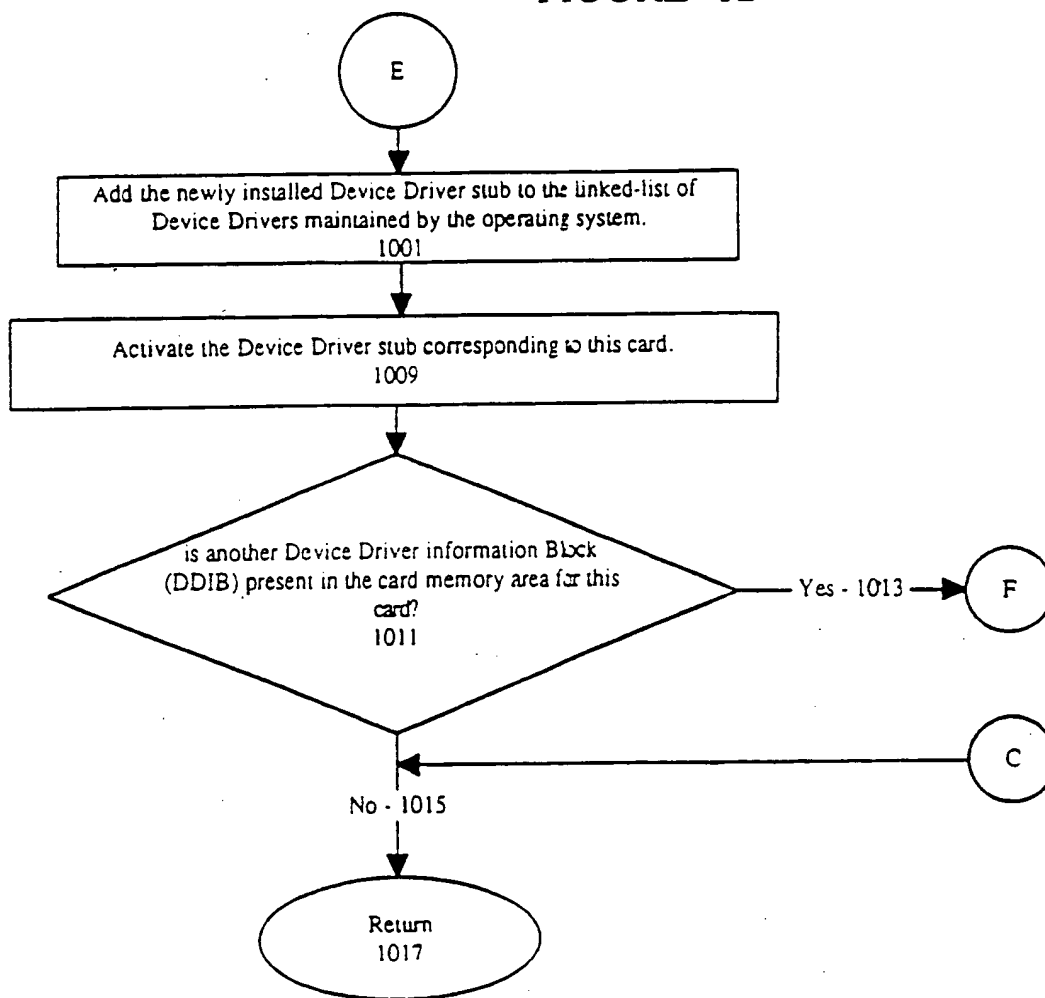 E
Add the newly installed Device Driver stub to the linked-list of
Device Drivers maintained by the operating system.
1001
Activate the Device Driver stub corresponding to this card.
1009
is another Device Driver information Block
(DDIB) present in the card memory area for this
card?
1011
Yes - 1013
F
C
No - 1015
Return
1017